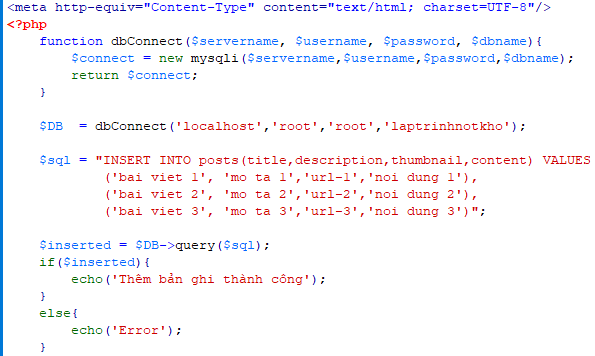 <meta http-equiv="Content-Type" content="text/html; charset=UTF-8"/>
<?php
    function dbConnect($servername, $username, $password, $dbname){
        $connect = new mysqli($servername,$username,$password,$dbname);
        return $connect;
    }

    $DB  = dbConnect('localhost','root','root','laptrinhnotkho');

    $sql = "INSERT INTO posts(title,description,thumbnail,content) VALUES
            ('bai viet 1', 'mo ta 1','url-1','noi dung 1'),
            ('bai viet 2', 'mo ta 2','url-2','noi dung 2'),
            ('bai viet 3', 'mo ta 3','url-3','noi dung 3')";

    $inserted = $DB->query($sql);
    if($inserted){
        echo('Thêm bản ghi thành công');
    }
    else{
        echo('Error');
    }